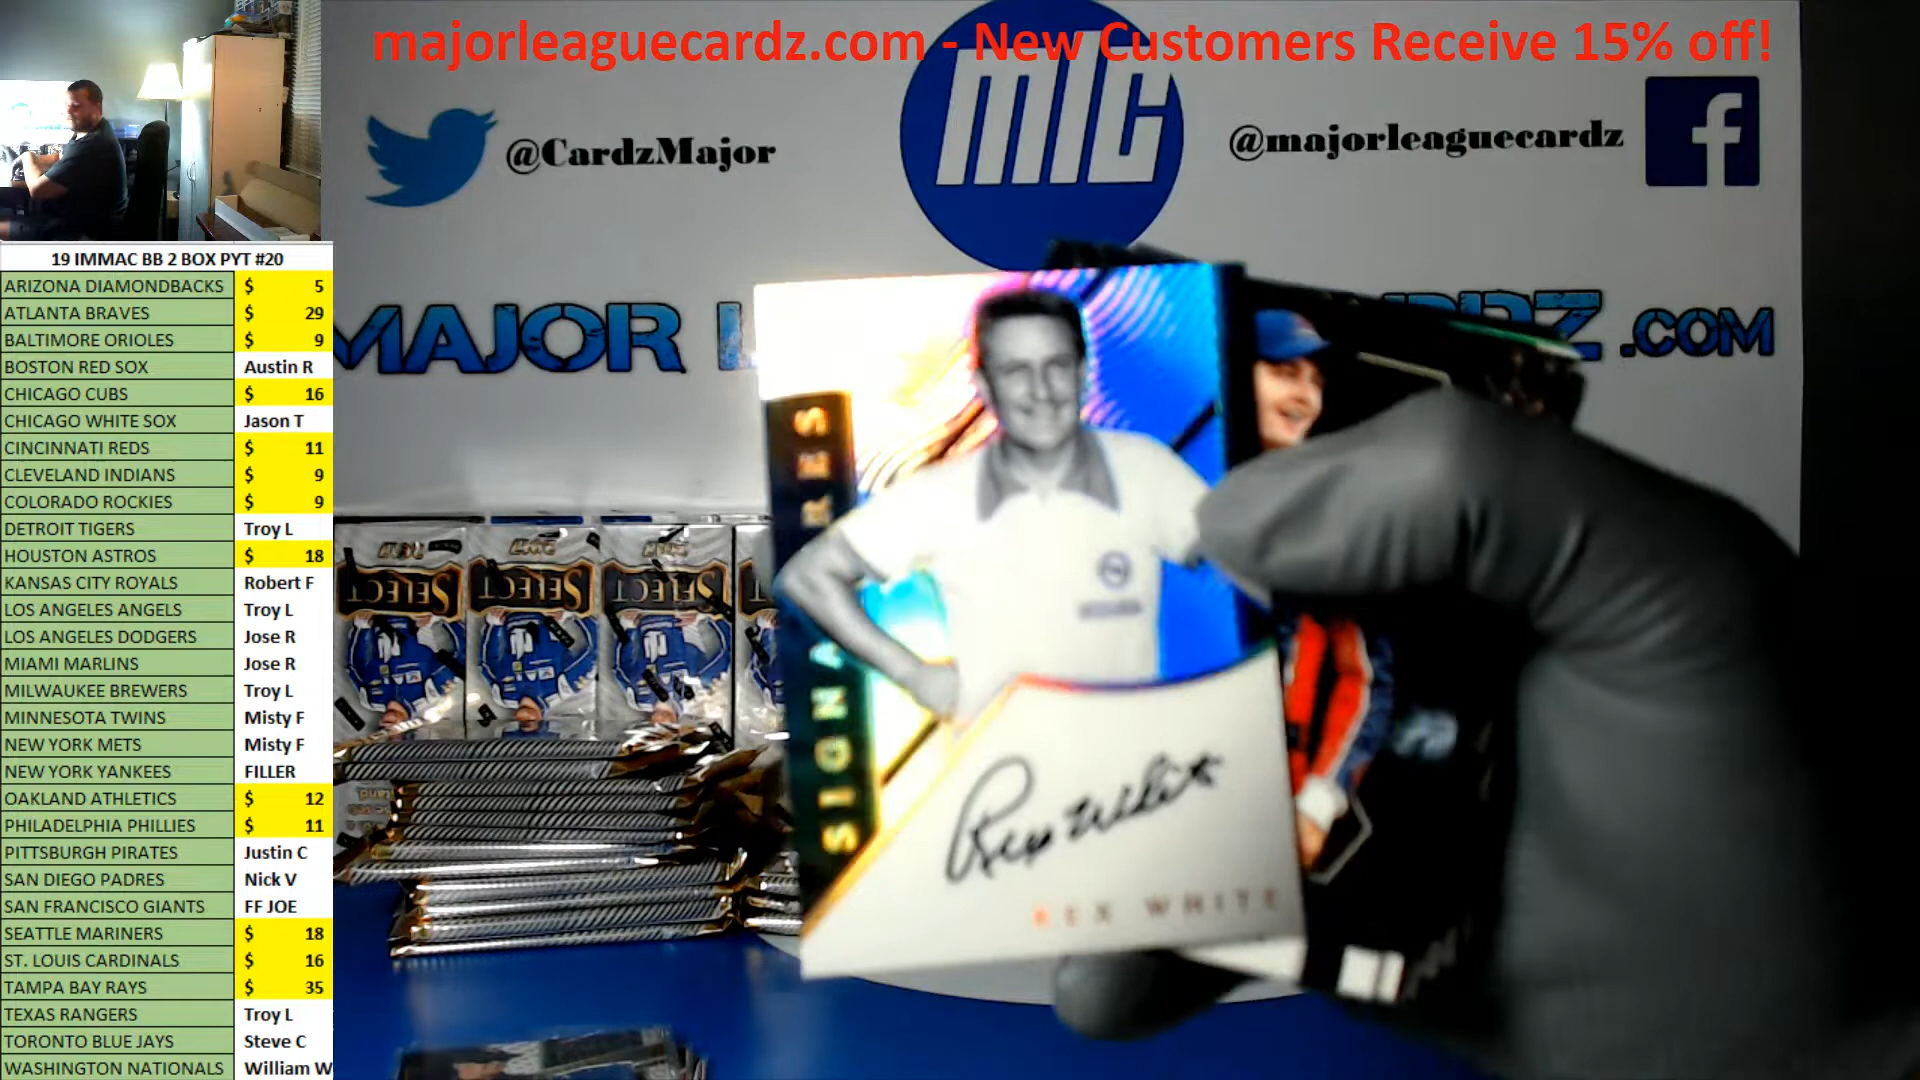 majorleaguecardz.com - New Customers Receive 15% off!
@CardzMajor
MLC
@majorleaguecardz
f
MAJOR
.COM
19 IMMAC BB 2 BOX PYT #20
ARIZONA DIAMONDBACKS $ 5
ATLANTA BRAVES $ 29
BALTIMORE ORIOLES $ 9
BOSTON RED SOX Austin R
CHICAGO CUBS $ 16
CHICAGO WHITE SOX Jason T
CINCINNATI REDS $ 11
CLEVELAND INDIANS $ 9
COLORADO ROCKIES $ 9
DETROIT TIGERS Troy L
HOUSTON ASTROS $ 18
KANSAS CITY ROYALS Robert F
LOS ANGELES ANGELS Troy L
LOS ANGELES DODGERS Jose R
MIAMI MARLINS Jose R
MILWAUKEE BREWERS Troy L
MINNESOTA TWINS Misty F
NEW YORK METS Misty F
NEW YORK YANKEES FILLER
OAKLAND ATHLETICS $ 12
PHILADELPHIA PHILLIES $ 11
PITTSBURGH PIRATES Justin C
SAN DIEGO PADRES Nick V
SAN FRANCISCO GIANTS FF JOE
SEATTLE MARINERS $ 18
ST. LOUIS CARDINALS $ 16
TAMPA BAY RAYS $ 35
TEXAS RANGERS Troy L
TORONTO BLUE JAYS Steve C
WASHINGTON NATIONALS William W
SELECT
SELECT
SELECT
Rex White
REX WHITE